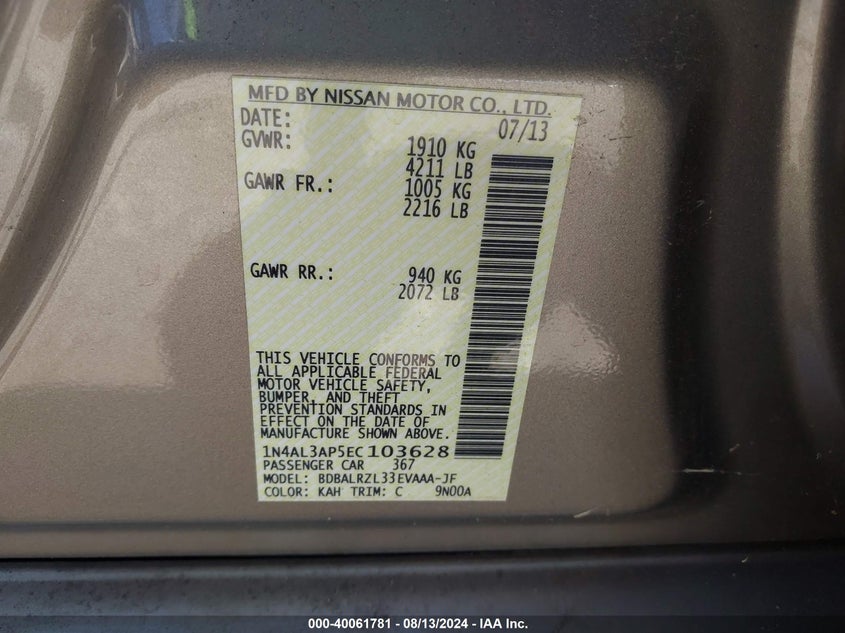 MFD BY NISSAN MOTOR CO., LTD.
DATE: 07/13
GVWR: 1910 KG
4211 LB
GAWR FR.: 1005 KG
2216 LB
GAWR RR.: 940 KG
2072 LB
THIS VEHICLE CONFORMS TO
ALL APPLICABLE FEDERAL
MOTOR VEHICLE SAFETY,
BUMPER, AND THEFT
PREVENTION STANDARDS IN
EFFECT ON THE DATE OF
MANUFACTURE SHOWN ABOVE.
1N4AL3AP5EC103628
PASSENGER CAR 367
MODEL: BDBALRZL33EVAAA-JF
COLOR: KAH TRIM: C 9N00A
000-40061781 - 08/13/2024 - IAA Inc.